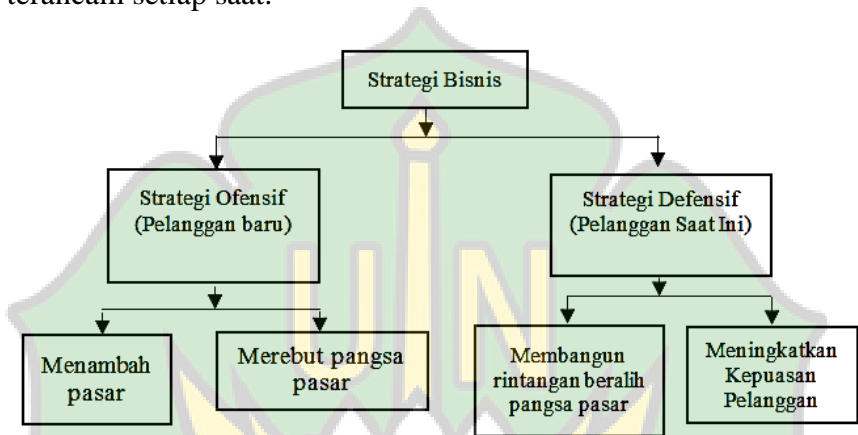 terancam setiap saat.
Strategi Bisnis
Strategi Ofensif
(Pelanggan baru)
Strategi Defensif
(Pelanggan Saat Ini)
Menambah
pasar
Merebut pangsa
pasar
Membangun
rintangan beralih
pangsa pasar
Meningkatkan
Kepuasan
Pelanggan
UIN